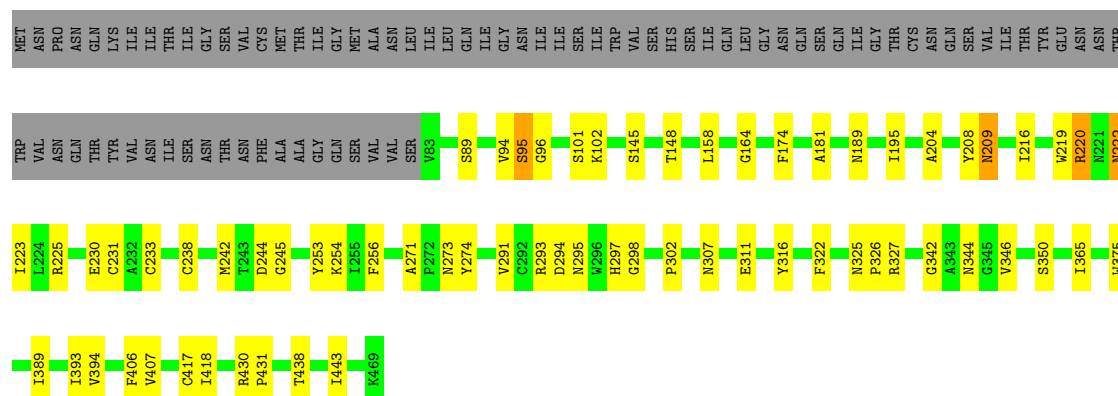 MET ASN PRO ASN GLN LYS ILE ILE THR ILE GLY SER VAL CYS MET THR ILE GLY MET ALA ASN LEU ILE LEU GLN ILE GLY ASN ILE ILE SER ILE TRP VAL SER HIS SER ILE GLN LEU GLY ASN GLN SER GLN ILE GLY THR CYS ASN GLN SER VAL ILE THR TYR GLU ASN ASN THR
TRP VAL ASN GLN THR TYR VAL ASN ILE SER ASN THR ASN PHE ALA ALA GLY GLN SER VAL VAL SER V83 S89 V94 S95 G96 S101 K102 S145 T148 L158 G164 F174 A181 N189 I195 A204 Y208 N209 I216 W219 R220 N221 N222
I223 L224 R225 E230 C231 A232 C233 C238 M242 T243 D244 G245 Y253 K254 I255 F256 A271 P272 N273 Y274 V291 C292 R293 D294 N295 W296 H297 G298 P302 N307 E311 Y316 F322 N325 P326 R327 G342 A343 N344 G345 V346 S350 I365
I389 I393 V394 F406 V407 C417 I418 R430 P431 T438 I443 K469